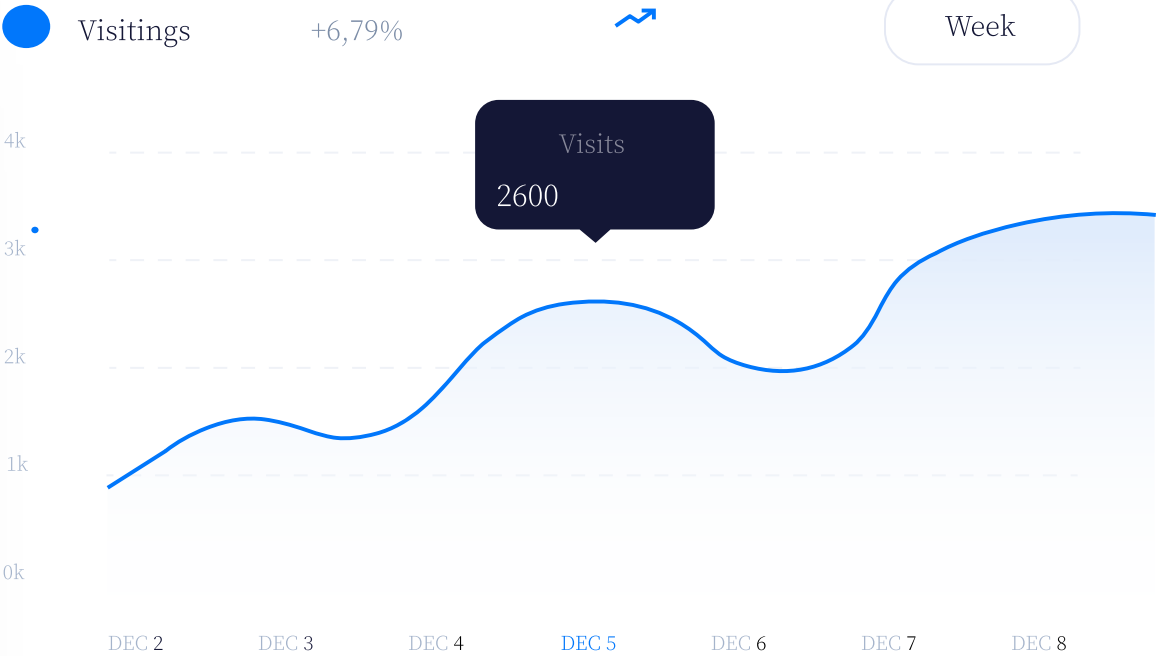 Visitings +6,79% Week
Visits
2600
4k
3k
2k
1k
0k
DEC 2 DEC 3 DEC 4 DEC 5 DEC 6 DEC 7 DEC 8